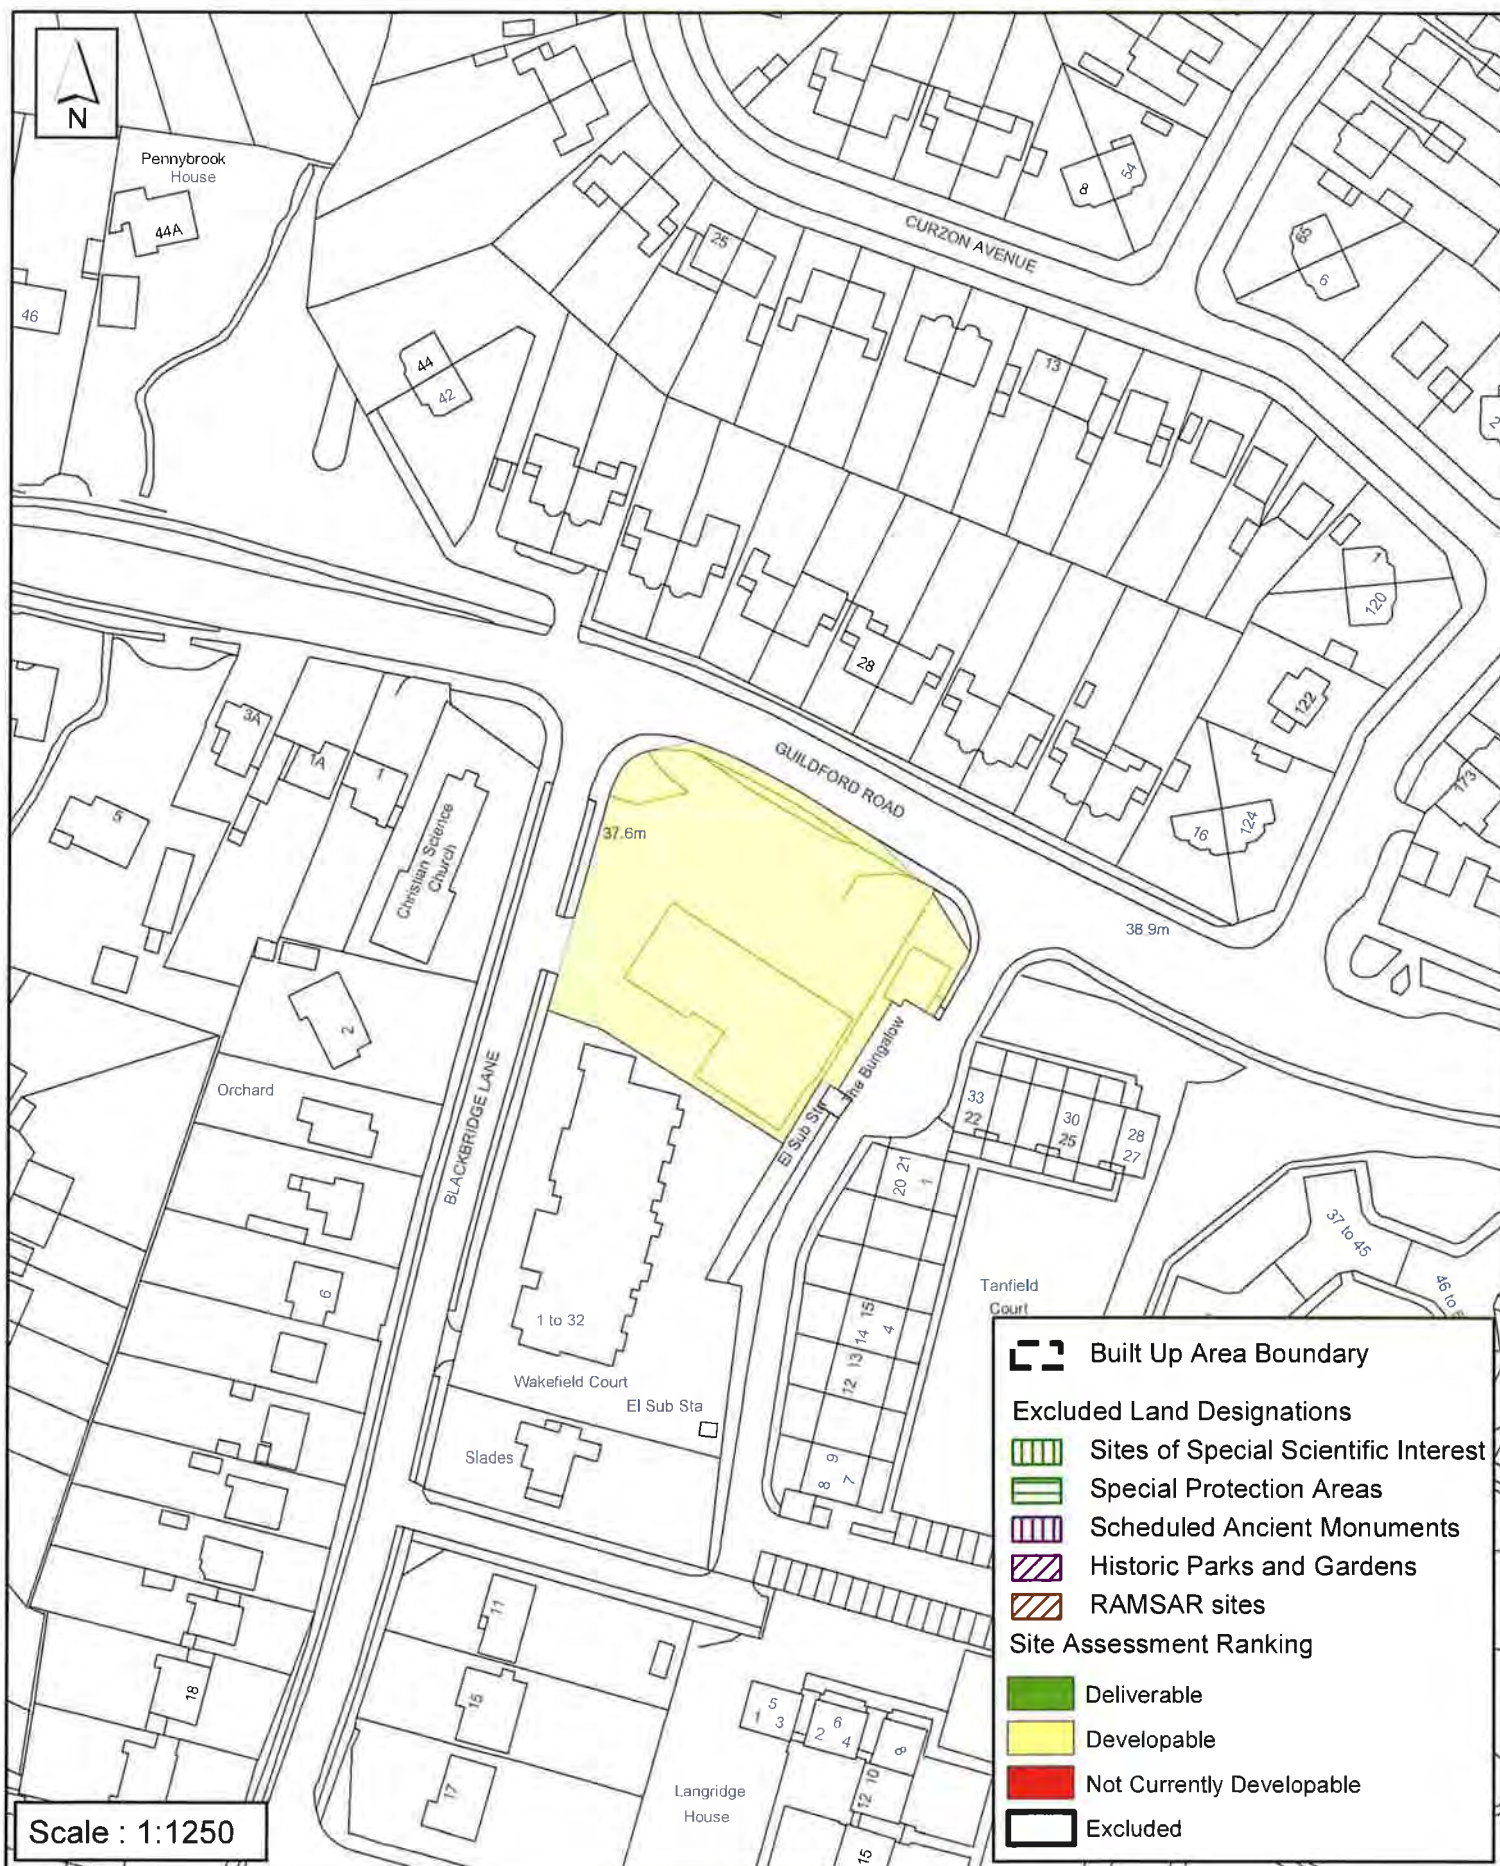 N
Pennybrook
House
44A
46
44
42
25
CURZON AVENUE
8
54
65
6
13
2
1
120
28
122
16
124
173
GUILDFORD ROAD
37.6m
38.9m
3A
1A
1
5
Christian Science
Church
2
Orchard
BLACKBRIDGE LANE
The Bungalow
El Sub Sta
33
22
30
25
28
27
20 21
1
37 to 45
46 to
Tanfield
Court
6
1 to 32
15
14
4
13
12
Wakefield Court
El Sub Sta
Slades
9
8
7
11
15
17
18
5
1
3
6
2
4
8
10
12
15
Langridge
House
Built Up Area Boundary
Excluded Land Designations
Sites of Special Scientific Interest
Special Protection Areas
Scheduled Ancient Monuments
Historic Parks and Gardens
RAMSAR sites
Site Assessment Ranking
Deliverable
Developable
Not Currently Developable
Excluded
Scale : 1:1250